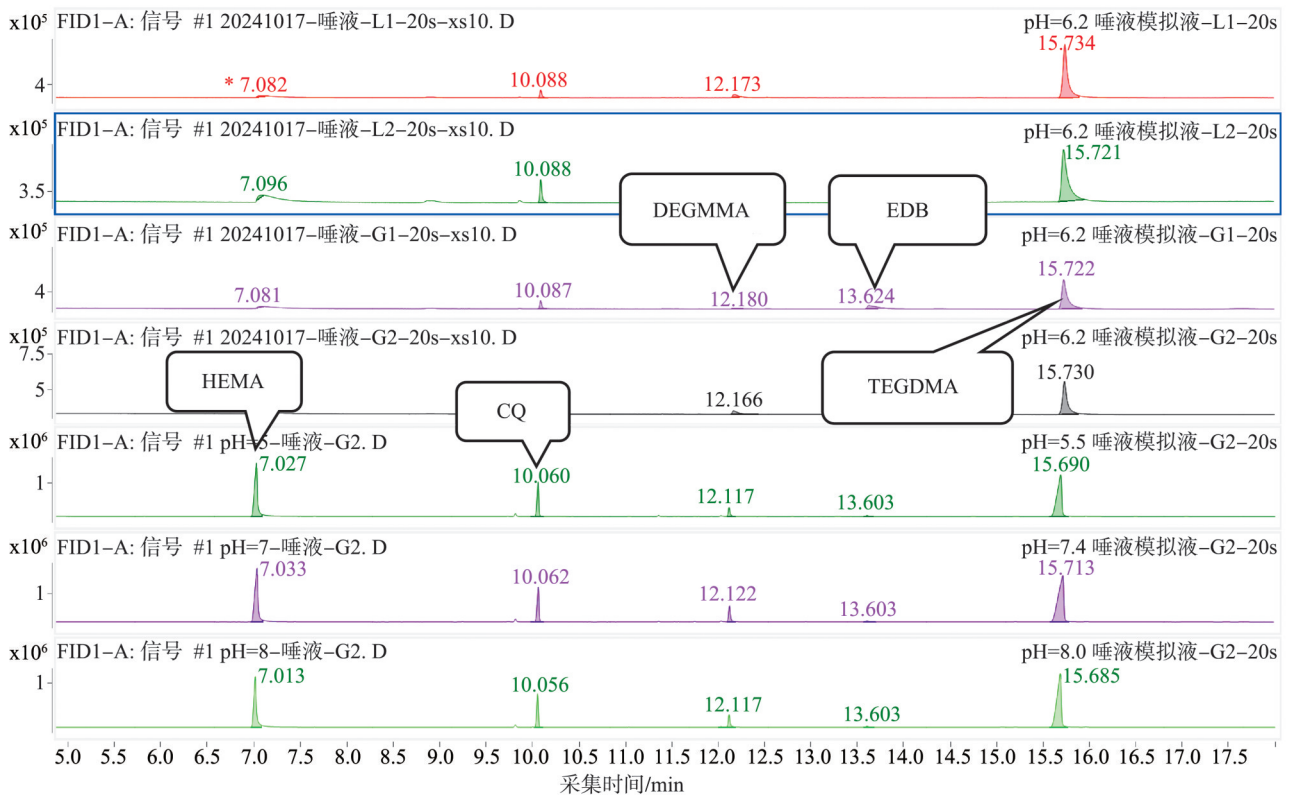 x10⁵ FID1-A: 信号 #1 20241017-唾液-L1-20s-xs10. D pH=6.2 唾液模拟液-L1-20s
15.734
4 * 7.082 10.088 12.173
x10⁵ FID1-A: 信号 #1 20241017-唾液-L2-20s-xs10. D pH=6.2 唾液模拟液-L2-20s
15.721
3.5 7.096 10.088
DEGMMA EDB
x10⁵ FID1-A: 信号 #1 20241017-唾液-G1-20s-xs10. D pH=6.2 唾液模拟液-G1-20s
15.722
4 7.081 10.087 12.180 13.624
x10⁵ FID1-A: 信号 #1 20241017-唾液-G2-20s-xs10. D pH=6.2 唾液模拟液-G2-20s
7.5
HEMA TEGDMA 15.730
5 CQ 12.166
x10⁶ FID1-A: 信号 #1 pH=5-唾液-G2. D pH=5.5 唾液模拟液-G2-20s
7.027 10.060 15.690
1 12.117 13.603
x10⁶ FID1-A: 信号 #1 pH=7-唾液-G2. D pH=7.4 唾液模拟液-G2-20s
7.033 10.062 15.713
1 12.122 13.603
x10⁶ FID1-A: 信号 #1 pH=8-唾液-G2. D pH=8.0 唾液模拟液-G2-20s
1 7.013 10.056 15.685
12.117 13.603
5.0 5.5 6.0 6.5 7.0 7.5 8.0 8.5 9.0 9.5 10.0 10.5 11.0 11.5 12.0 12.5 13.0 13.5 14.0 14.5 15.0 15.5 16.0 16.5 17.0 17.5
采集时间/min